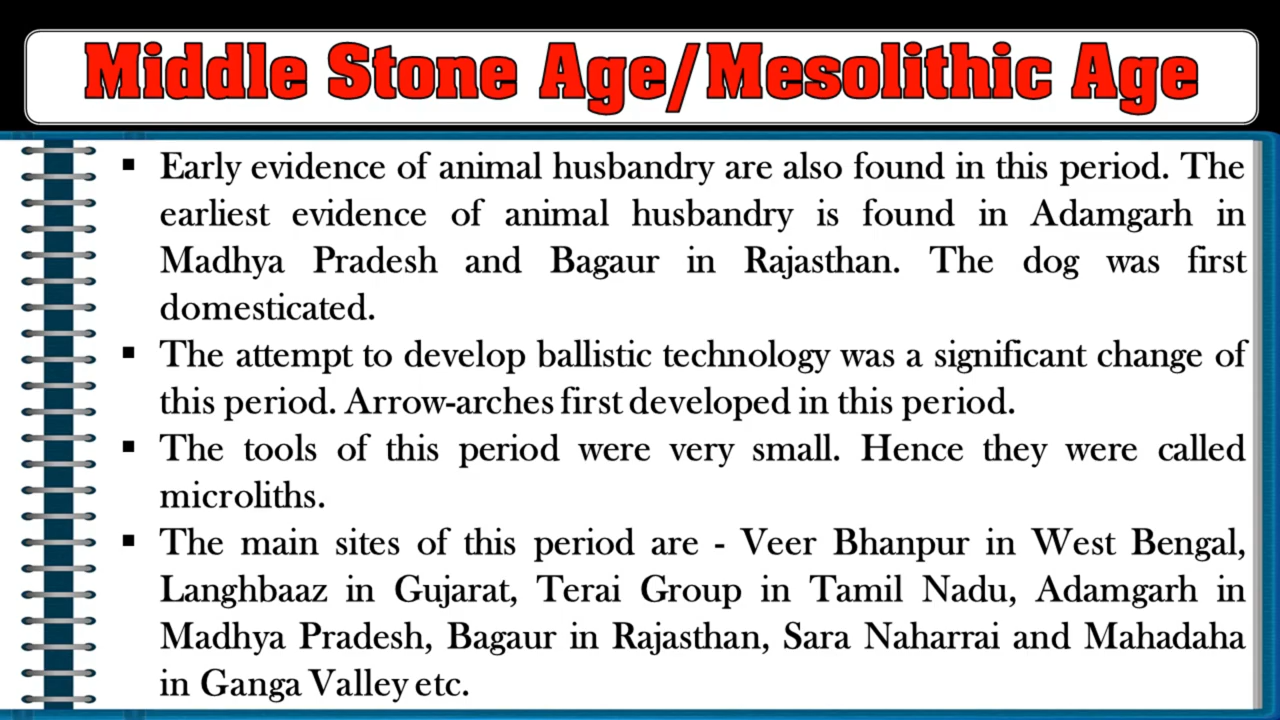 Middle Stone Age/Mesolithic Age
▪ Early evidence of animal husbandry are also found in this period. The
earliest evidence of animal husbandry is found in Adamgarh in
Madhya Pradesh and Bagaur in Rajasthan. The dog was first
domesticated.
▪ The attempt to develop ballistic technology was a significant change of
this period. Arrow-arches first developed in this period.
▪ The tools of this period were very small. Hence they were called
microliths.
▪ The main sites of this period are - Veer Bhanpur in West Bengal,
Langhbaaz in Gujarat, Terai Group in Tamil Nadu, Adamgarh in
Madhya Pradesh, Bagaur in Rajasthan, Sara Naharrai and Mahadaha
in Ganga Valley etc.